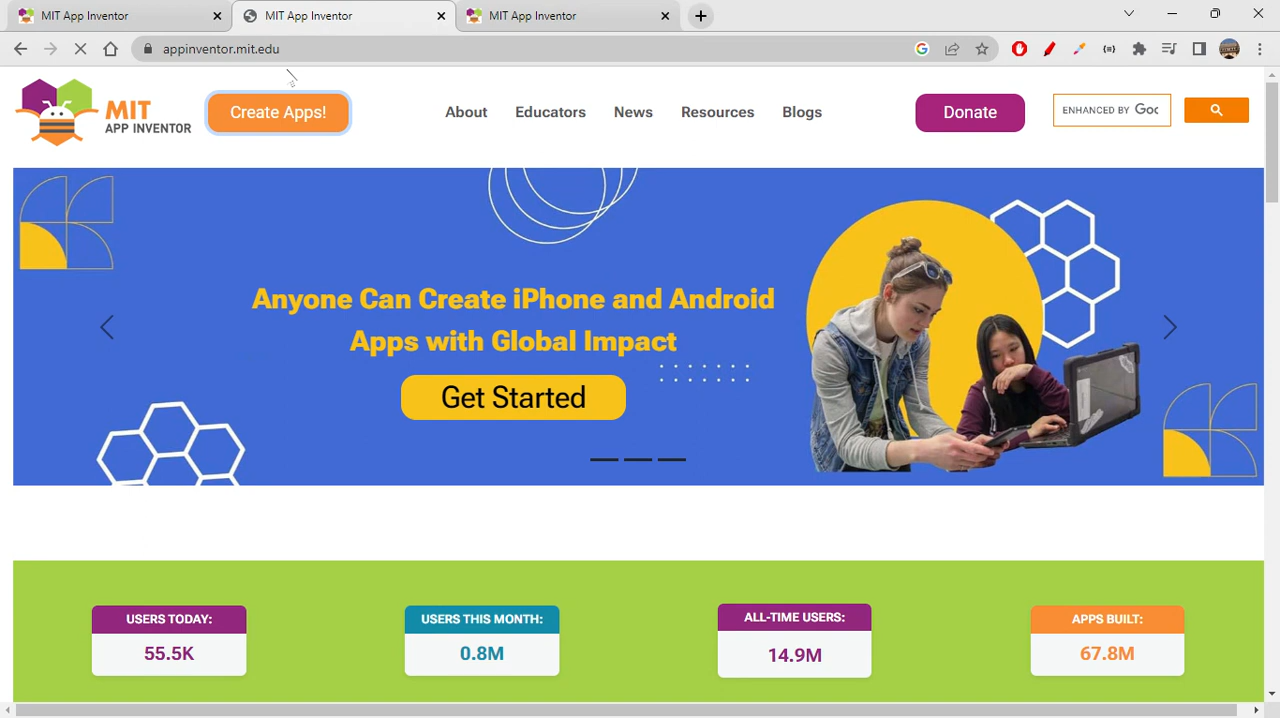 MIT App Inventor
MIT App Inventor
MIT App Inventor
appinventor.mit.edu
MIT
APP INVENTOR
Create Apps!
About
Educators
News
Resources
Blogs
Donate
ENHANCED BY Goo
Anyone Can Create iPhone and Android
Apps with Global Impact
Get Started
USERS TODAY:
55.5K
USERS THIS MONTH:
0.8M
ALL-TIME USERS:
14.9M
APPS BUILT:
67.8M